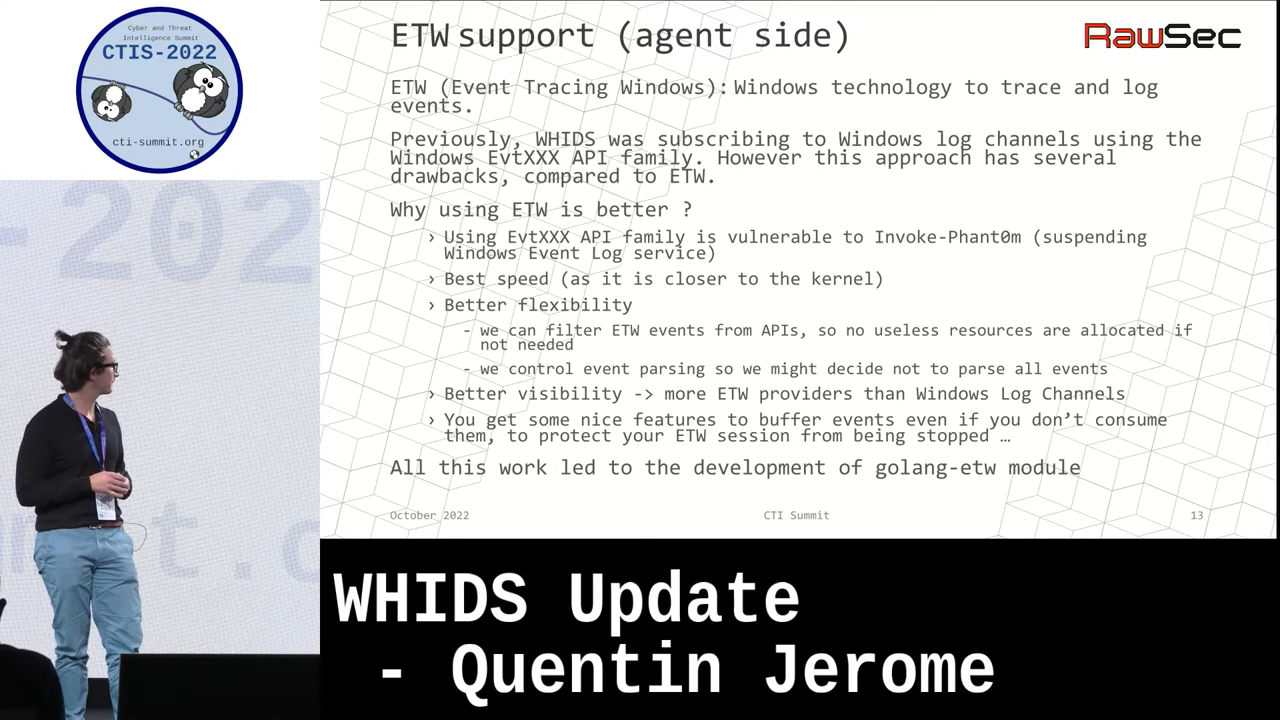 Cyber and Threat
Intelligence Summit
CTIS-2022
cti-summit.org
ETW support (agent side)
RawSec
ETW (Event Tracing Windows): Windows technology to trace and log
events.
Previously, WHIDS was subscribing to Windows log channels using the
Windows EvtXXX API family. However this approach has several
drawbacks, compared to ETW.
Why using ETW is better ?
› Using EvtXXX API family is vulnerable to Invoke-Phant0m (suspending
Windows Event Log service)
› Best speed (as it is closer to the kernel)
› Better flexibility
- we can filter ETW events from APIs, so no useless resources are allocated if
not needed
- we control event parsing so we might decide not to parse all events
› Better visibility -> more ETW providers than Windows Log Channels
› You get some nice features to buffer events even if you don’t consume
them, to protect your ETW session from being stopped …
All this work led to the development of golang-etw module
October 2022
CTI Summit
13
-202
mmit.o
WHIDS Update
- Quentin Jerome